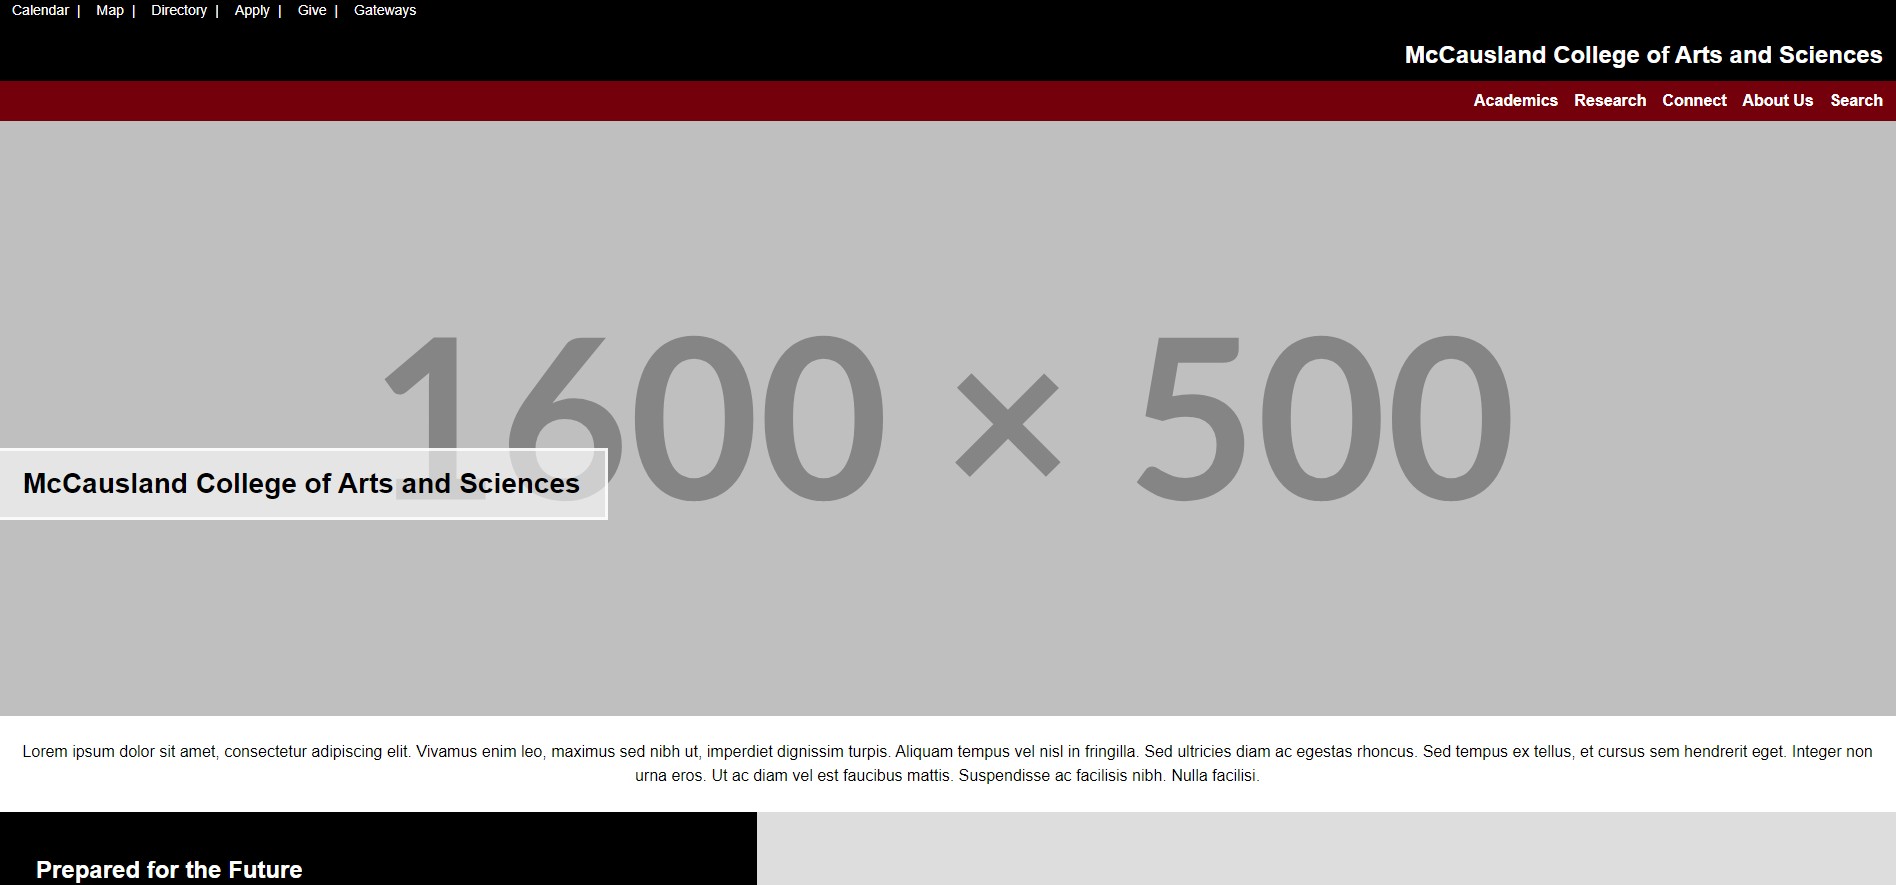 Calendar | Map | Directory | Apply | Give | Gateways
McCausland College of Arts and Sciences
Academics Research Connect About Us Search
1600 × 500
McCausland College of Arts and Sciences
Lorem ipsum dolor sit amet, consectetur adipiscing elit. Vivamus enim leo, maximus sed nibh ut, imperdiet dignissim turpis. Aliquam tempus vel nisl in fringilla. Sed ultricies diam ac egestas rhoncus. Sed tempus ex tellus, et cursus sem hendrerit eget. Integer non
urna eros. Ut ac diam vel est faucibus mattis. Suspendisse ac facilisis nibh. Nulla facilisi.
Prepared for the Future